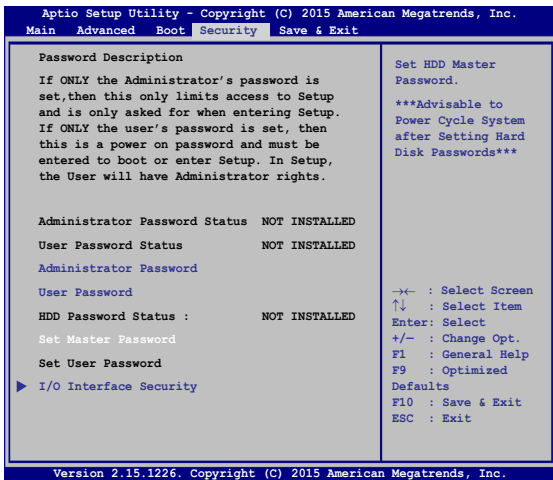 Aptio Setup Utility - Copyright (C) 2015 American Megatrends, Inc.
Main Advanced Boot Security Save & Exit
Password Description
If ONLY the Administrator's password is
set,then this only limits access to Setup
and is only asked for when entering Setup.
If ONLY the user's password is set, then
this is a power on password and must be
entered to boot or enter Setup. In Setup,
the User will have Administrator rights.
Administrator Password Status NOT INSTALLED
User Password Status NOT INSTALLED
Administrator Password
User Password
HDD Password Status : NOT INSTALLED
Set Master Password
Set User Password
I/O Interface Security
Set HDD Master
Password.
***Advisable to
Power Cycle System
after Setting Hard
Disk Passwords***
→← : Select Screen
↑↓ : Select Item
Enter: Select
+/— : Change Opt.
F1 : General Help
F9 : Optimized
Defaults
F10 : Save & Exit
ESC : Exit
Version 2.15.1226. Copyright (C) 2015 American Megatrends, Inc.